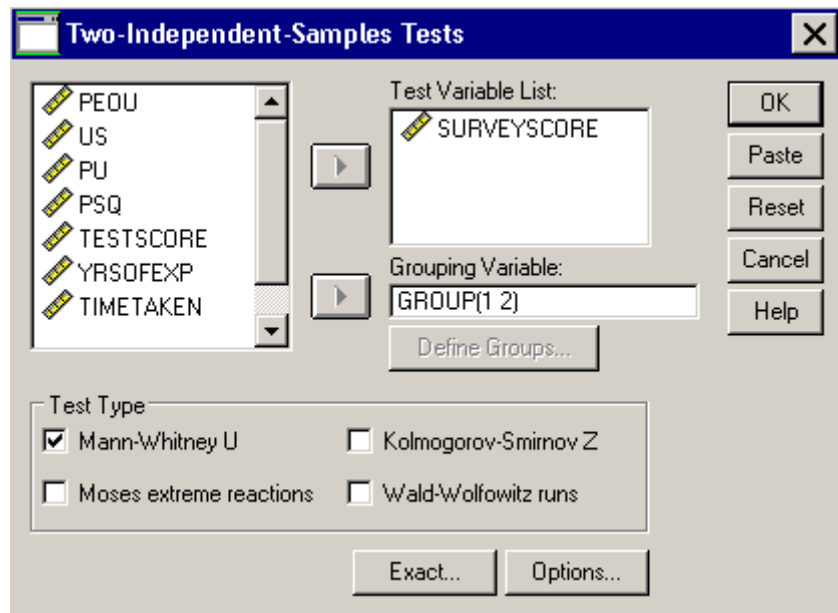 Two-Independent-Samples Tests
PEOU
US
PU
PSQ
TESTSCORE
YRSOFEXP
TIMETAKEN
Test Variable List:
SURVEYSCORE
Grouping Variable:
GROUP(1 2)
Define Groups...
OK
Paste
Reset
Cancel
Help
Test Type
Mann-Whitney U
Kolmogorov-Smirnov Z
Moses extreme reactions
Wald-Wolfowitz runs
Exact...
Options...